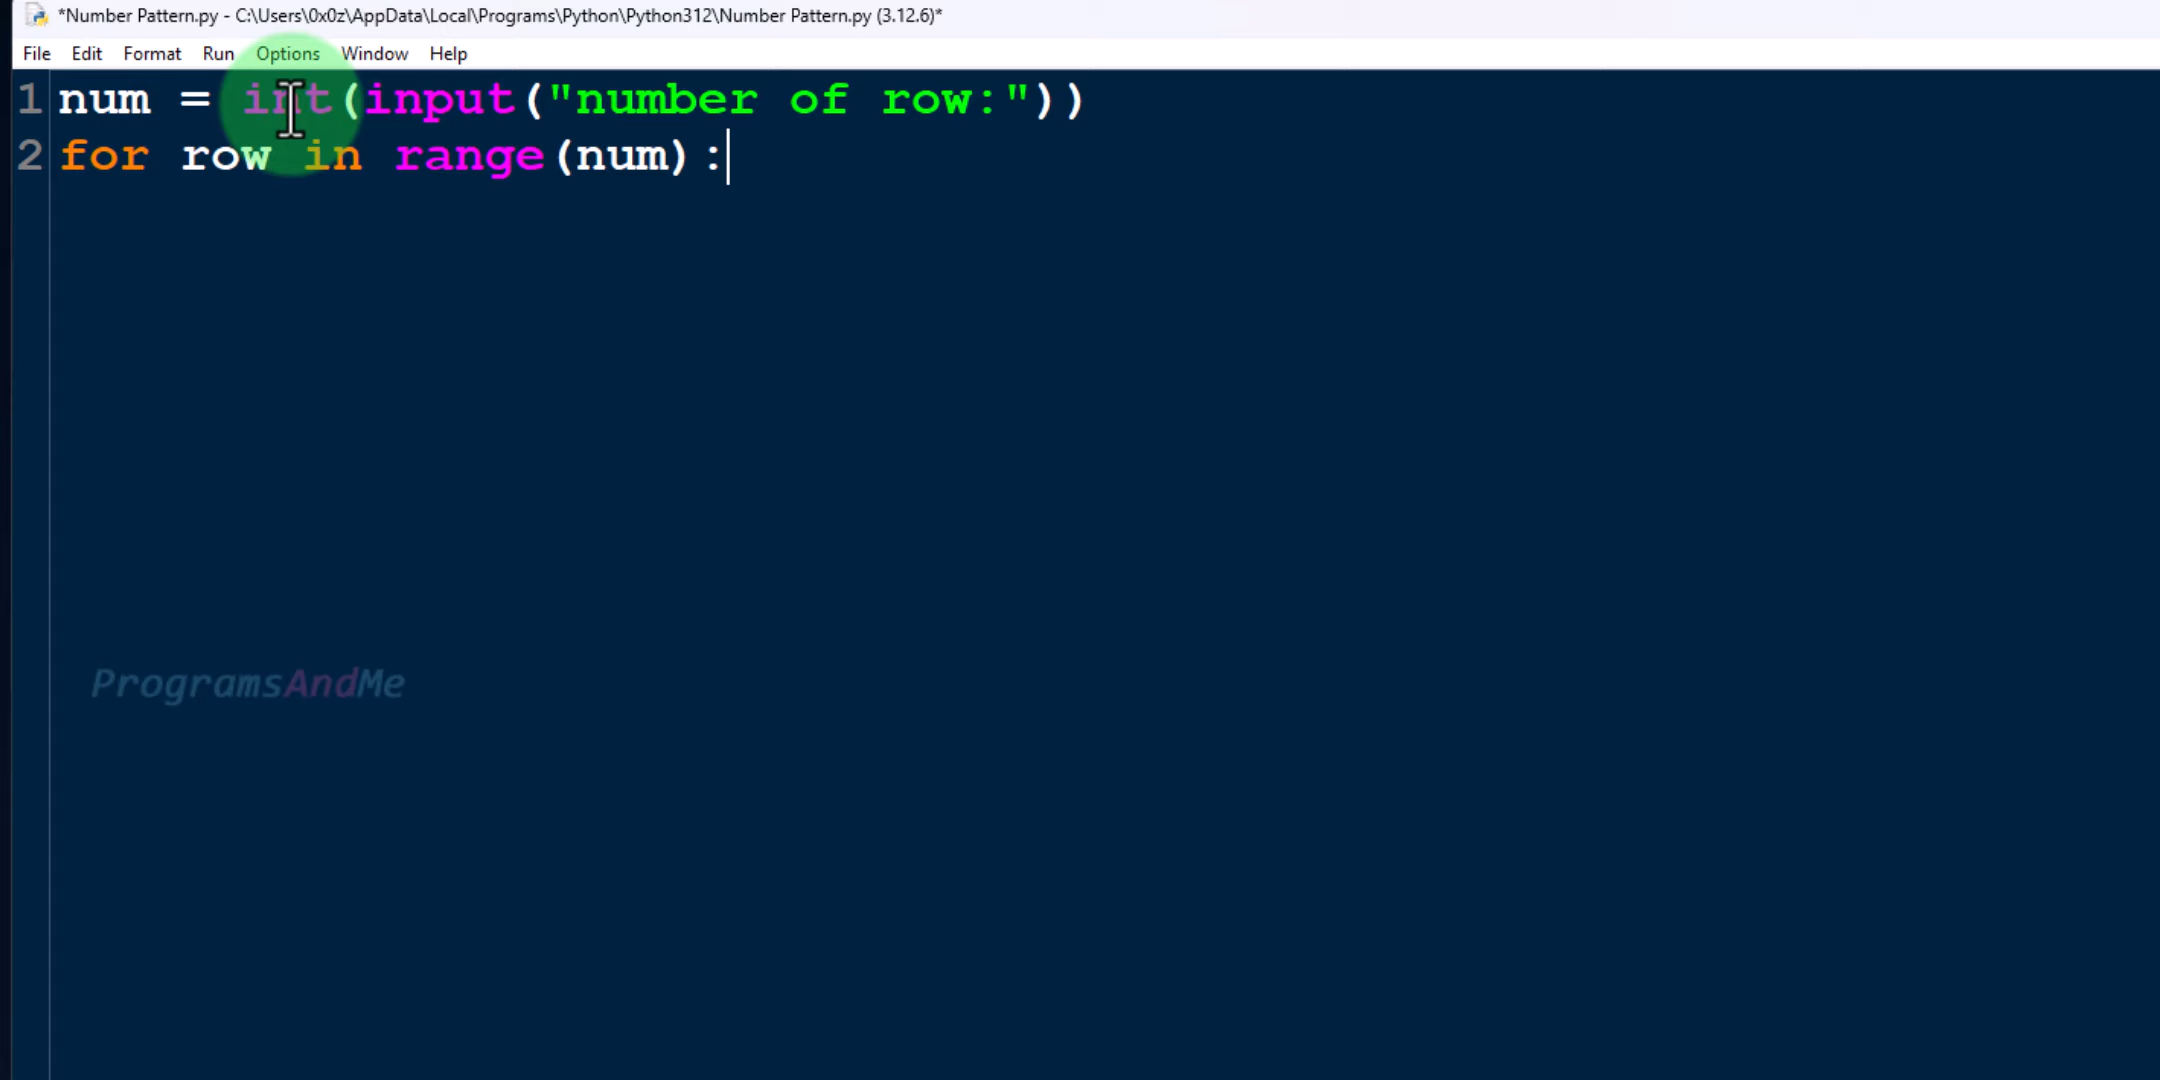 *Number Pattern.py - C:\Users\0x0z\AppData\Local\Programs\Python\Python312\Number Pattern.py (3.12.6)*
File Edit Format Run Options Window Help
1 num = int(input("number of row:"))
2 for row in range(num):
ProgramsAndMe